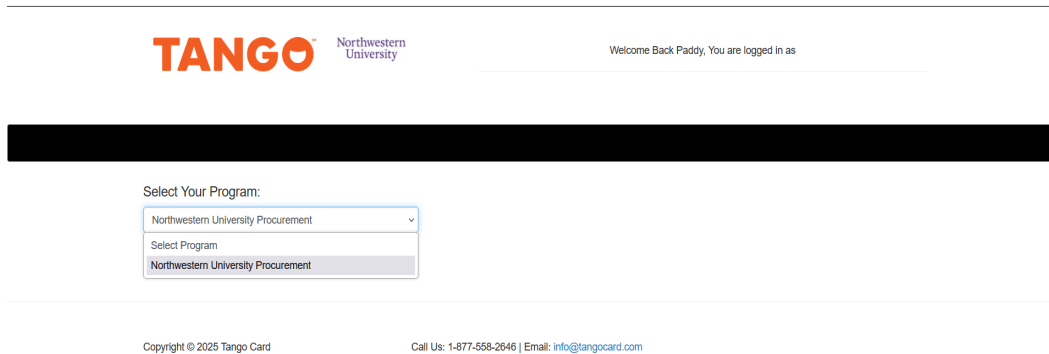 TANGO
Northwestern
University
Welcome Back Paddy, You are logged in as
Select Your Program:
Northwestern University Procurement
Select Program
Northwestern University Procurement
Copyright © 2025 Tango Card
Call Us: 1-877-558-2646 | Email: info@tangocard.com